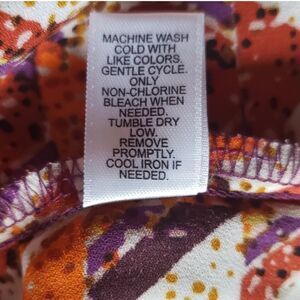 MACHINE WASH
COLD WITH
LIKE COLORS.
GENTLE CYCLE.
ONLY
NON-CHLORINE
BLEACH WHEN
NEEDED.
TUMBLE DRY
LOW.
REMOVE
PROMPTLY.
COOL IRON IF
NEEDED.